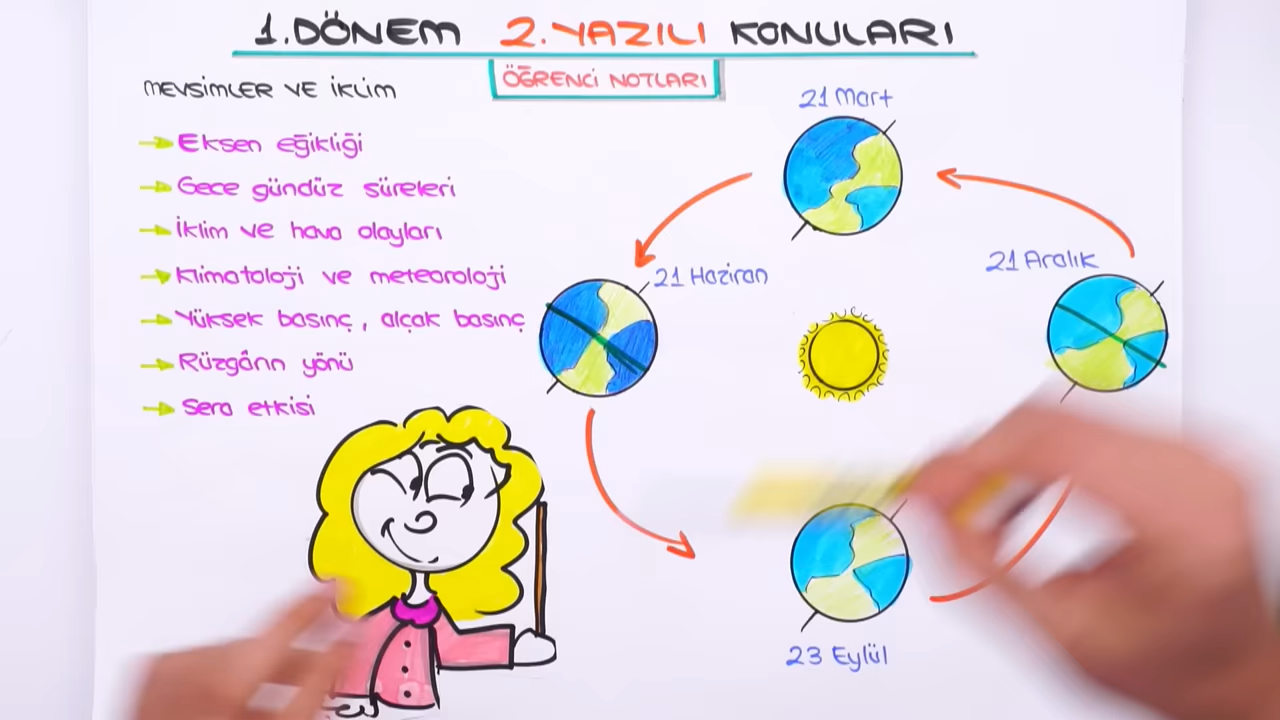 1.DÖNEM 2.YAZILI KONULARI
ÖĞRENCİ NOTLARI
MEVSİMLER VE İKLİM
Eksen eğikliği
Gece gündüz süreleri
İklim ve hava olayları
Klimatoloji ve meteoroloji
Yüksek basınç, alçak basınç
Rüzgârın yönü
Sera etkisi
21 Mart
21 Haziran
21 Aralık
23 Eylül